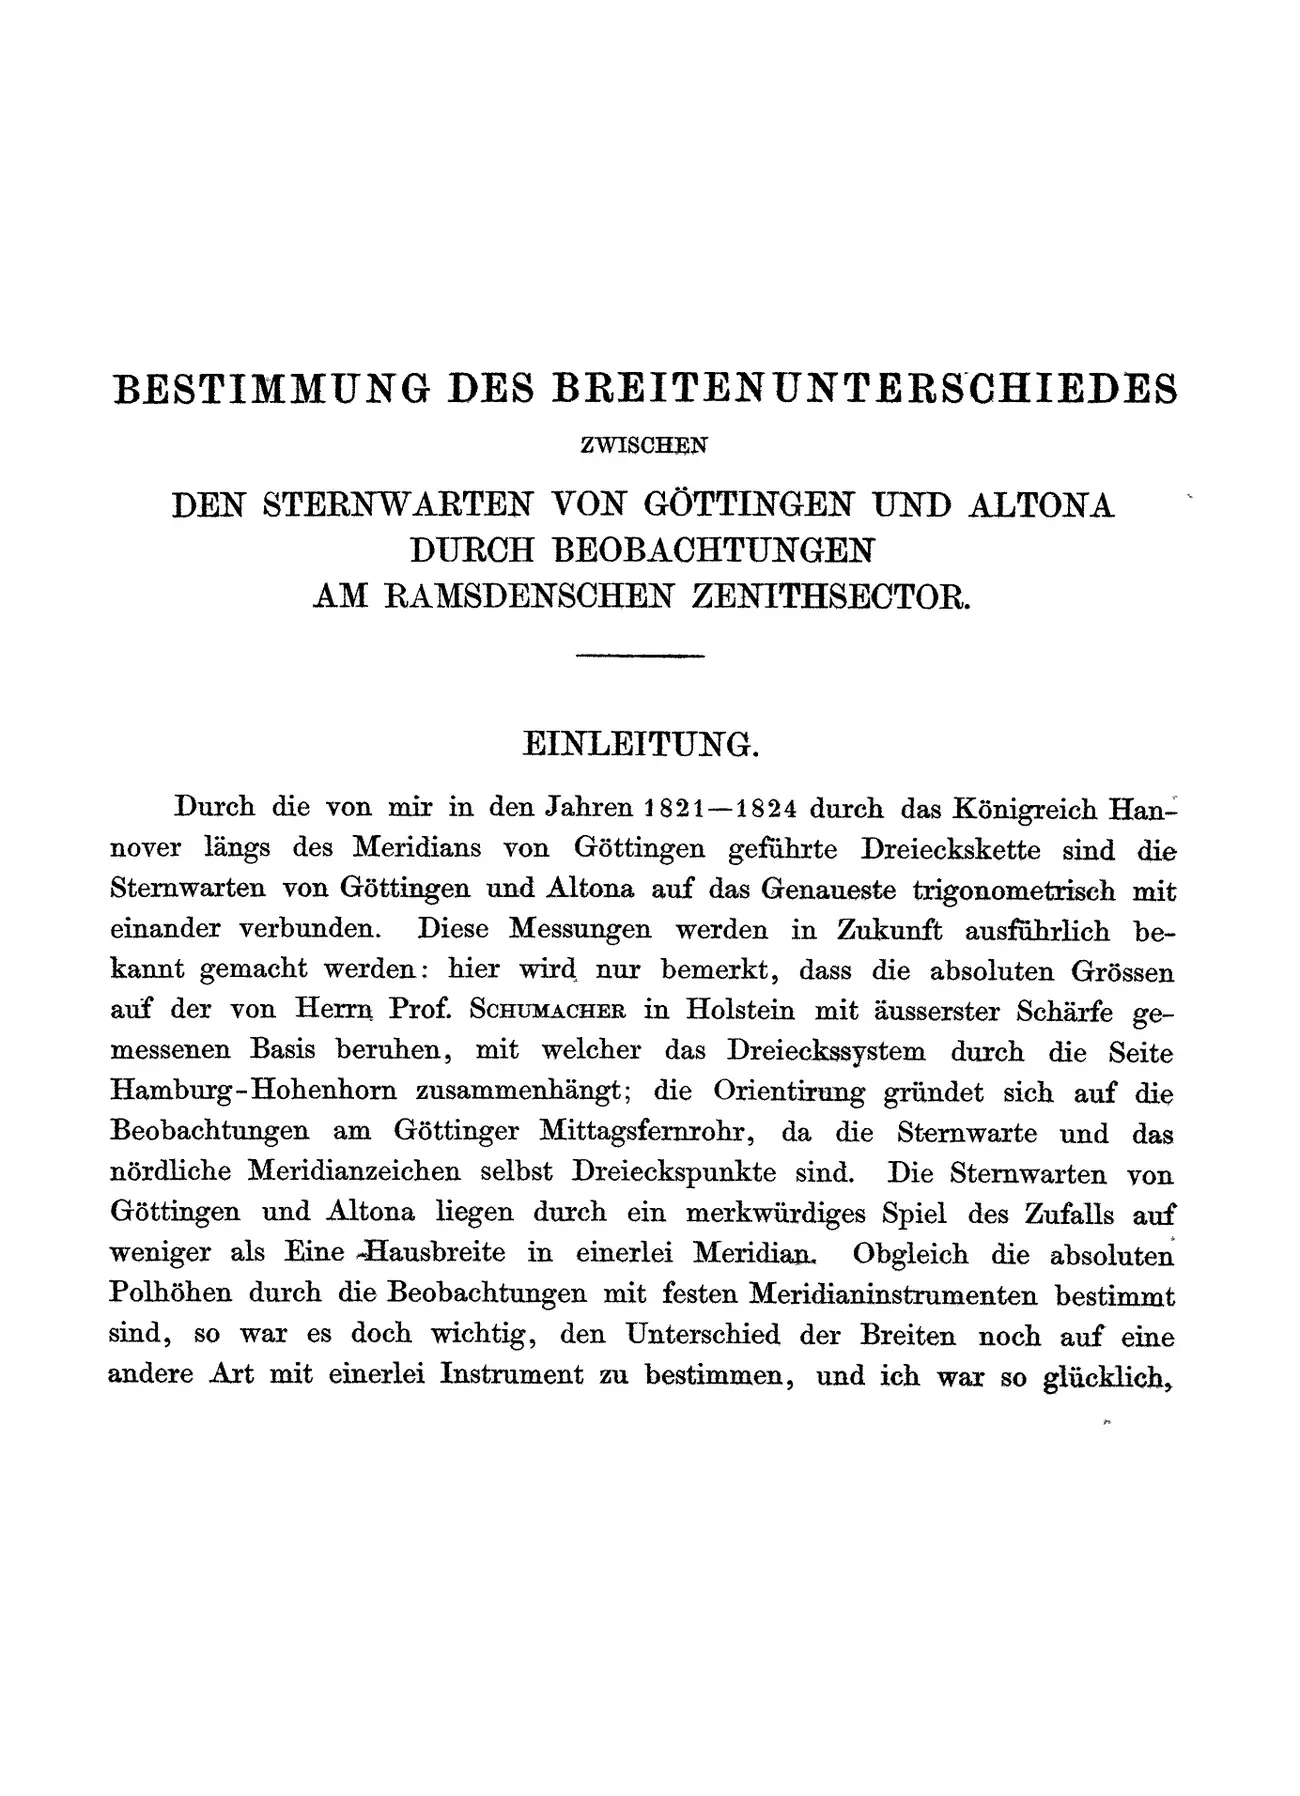 BESTIMMUNG DES BREITENUNTERSCHIEDES
ZWISCHEN
DEN STERNWARTEN VON GÖTTINGEN UND ALTONA
DURCH BEOBACHTUNGEN
AM RAMSDENSCHEN ZENITHSECTOR.
EINLEITUNG.
Durch die von mir in den Jahren 1821—1824 durch das Königreich Han-
nover längs des Meridians von Göttingen geführte Dreieckskette sind die
Sternwarten von Göttingen und Altona auf das Genaueste trigonometrisch mit
einander verbunden. Diese Messungen werden in Zukunft ausführlich be-
kannt gemacht werden: hier wird nur bemerkt, dass die absoluten Grössen
auf der von Herrn Prof. SCHUMACHER in Holstein mit äusserster Schärfe ge-
messenen Basis beruhen, mit welcher das Dreieckssystem durch die Seite
Hamburg-Hohenhorn zusammenhängt; die Orientirung gründet sich auf die
Beobachtungen am Göttinger Mittagsfernrohr, da die Sternwarte und das
nördliche Meridianzeichen selbst Dreieckspunkte sind. Die Sternwarten von
Göttingen und Altona liegen durch ein merkwürdiges Spiel des Zufalls auf
weniger als Eine Hausbreite in einerlei Meridian. Obgleich die absoluten
Polhöhen durch die Beobachtungen mit festen Meridianinstrumenten bestimmt
sind, so war es doch wichtig, den Unterschied der Breiten noch auf eine
andere Art mit einerlei Instrument zu bestimmen, und ich war so glücklich,